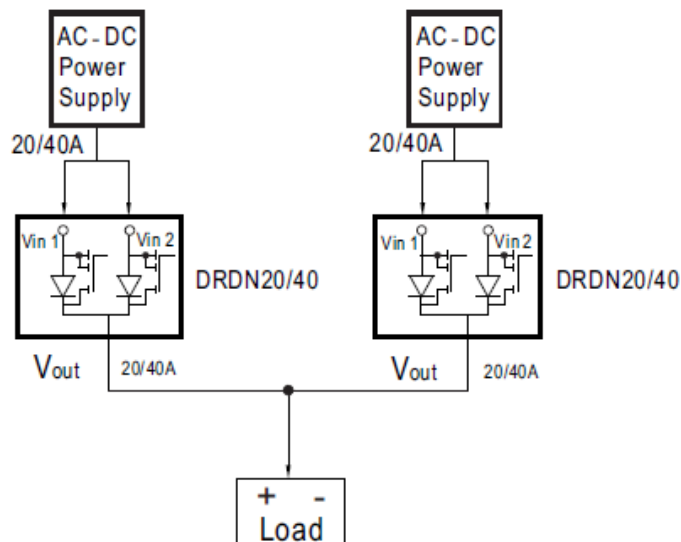 AC - DC
Power
Supply
AC - DC
Power
Supply
20/40A
20/40A
Vin 1
Vin 2
DRDN20/40
Vin 1
Vin 2
DRDN20/40
Vout
20/40A
Vout
20/40A
+ -
Load